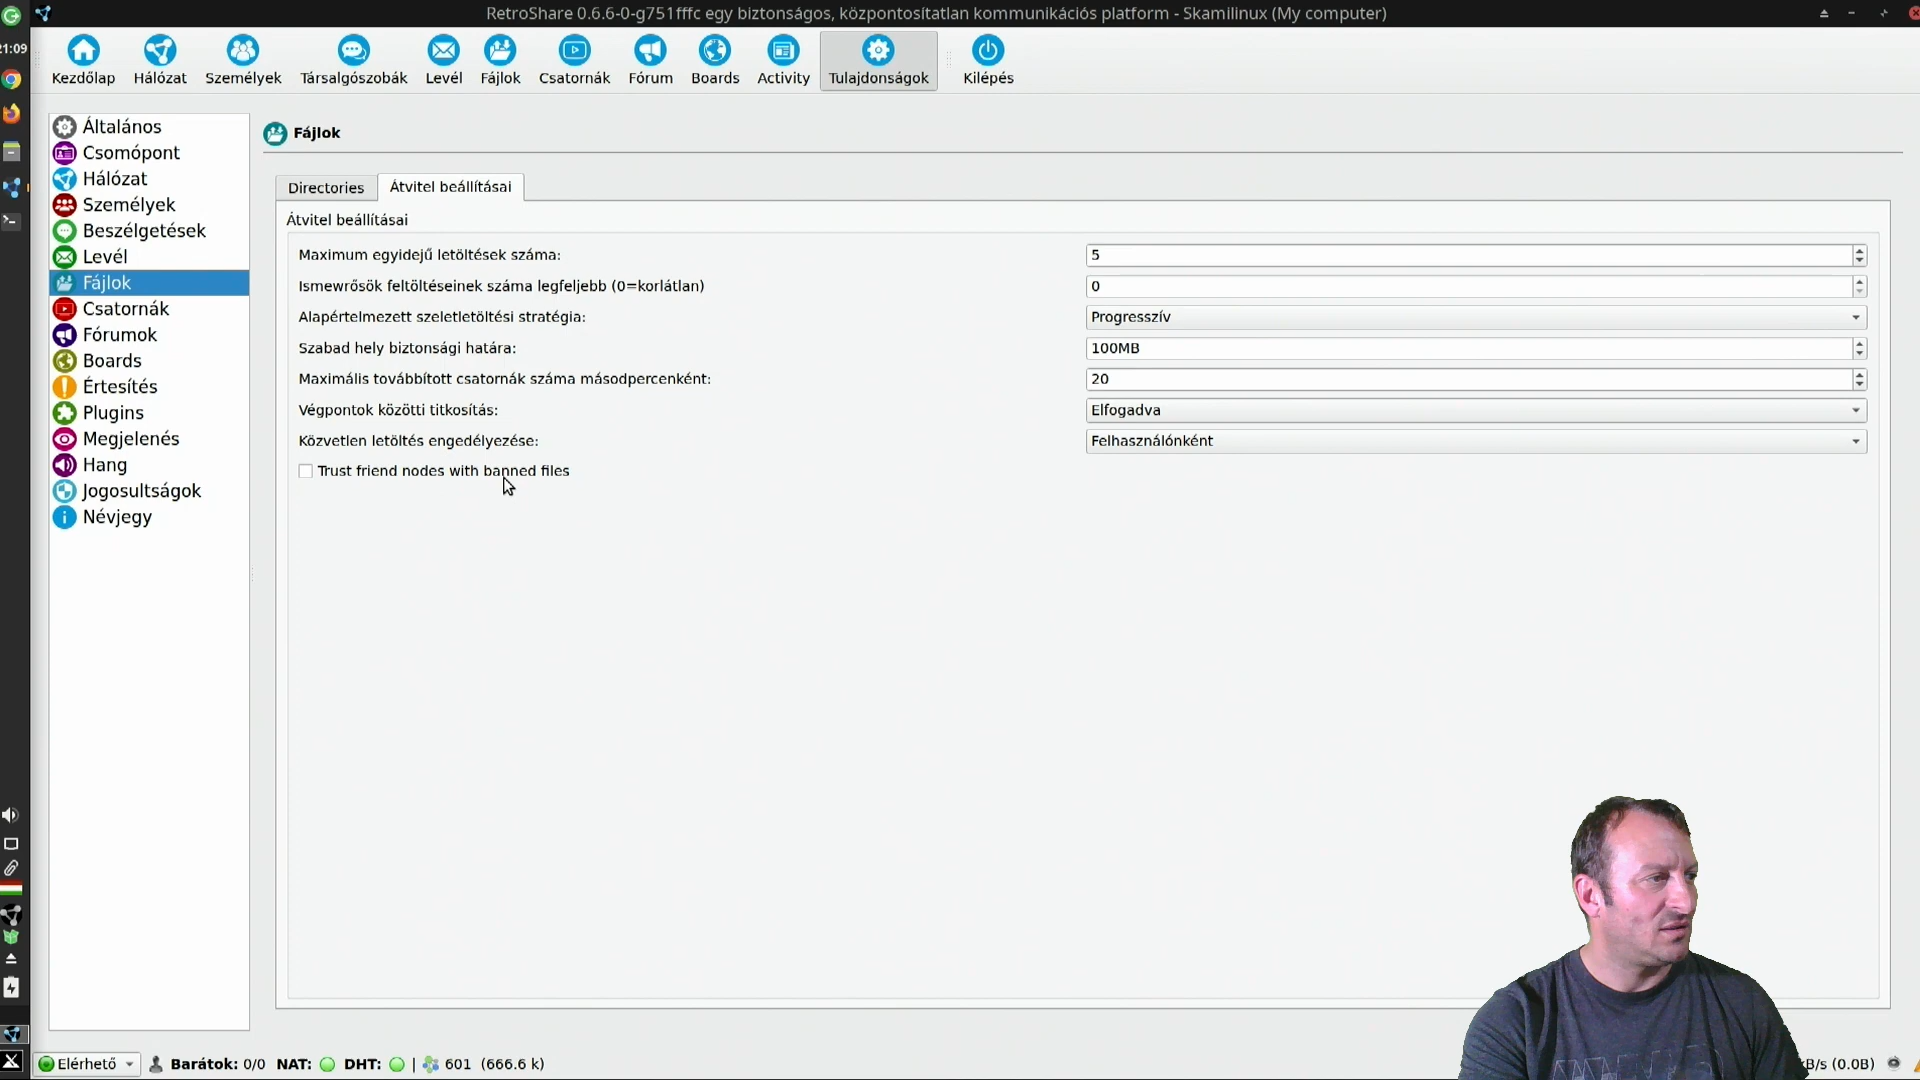 RetroShare 0.6.6-0-g751fffc egy biztonságos, központosítatlan kommunikációs platform - Skamilinux (My computer)
21:09
Kezdőlap Hálózat Személyek Társalgószobák Levél Fájlok Csatornák Fórum Boards Activity Tulajdonságok Kilépés
Általános
Csomópont
Hálózat
Személyek
Beszélgetések
Levél
Fájlok
Csatornák
Fórumok
Boards
Értesítés
Plugins
Megjelenés
Hang
Jogosultságok
Névjegy
Fájlok
Directories Átvitel beállításai
Átvitel beállításai
Maximum egyidejű letöltések száma: 5
Ismewrősök feltöltéseinek száma legfeljebb (0=korlátlan) 0
Alapértelmezett szeletletöltési stratégia: Progresszív
Szabad hely biztonsági határa: 100MB
Maximális továbbított csatornák száma másodpercenként: 20
Végpontok közötti titkosítás: Elfogadva
Közvetlen letöltés engedélyezése: Felhasználónként
Trust friend nodes with banned files
Elérhető Barátok: 0/0 NAT: DHT: | 601 (666.6 k) kB/s (0.0B)